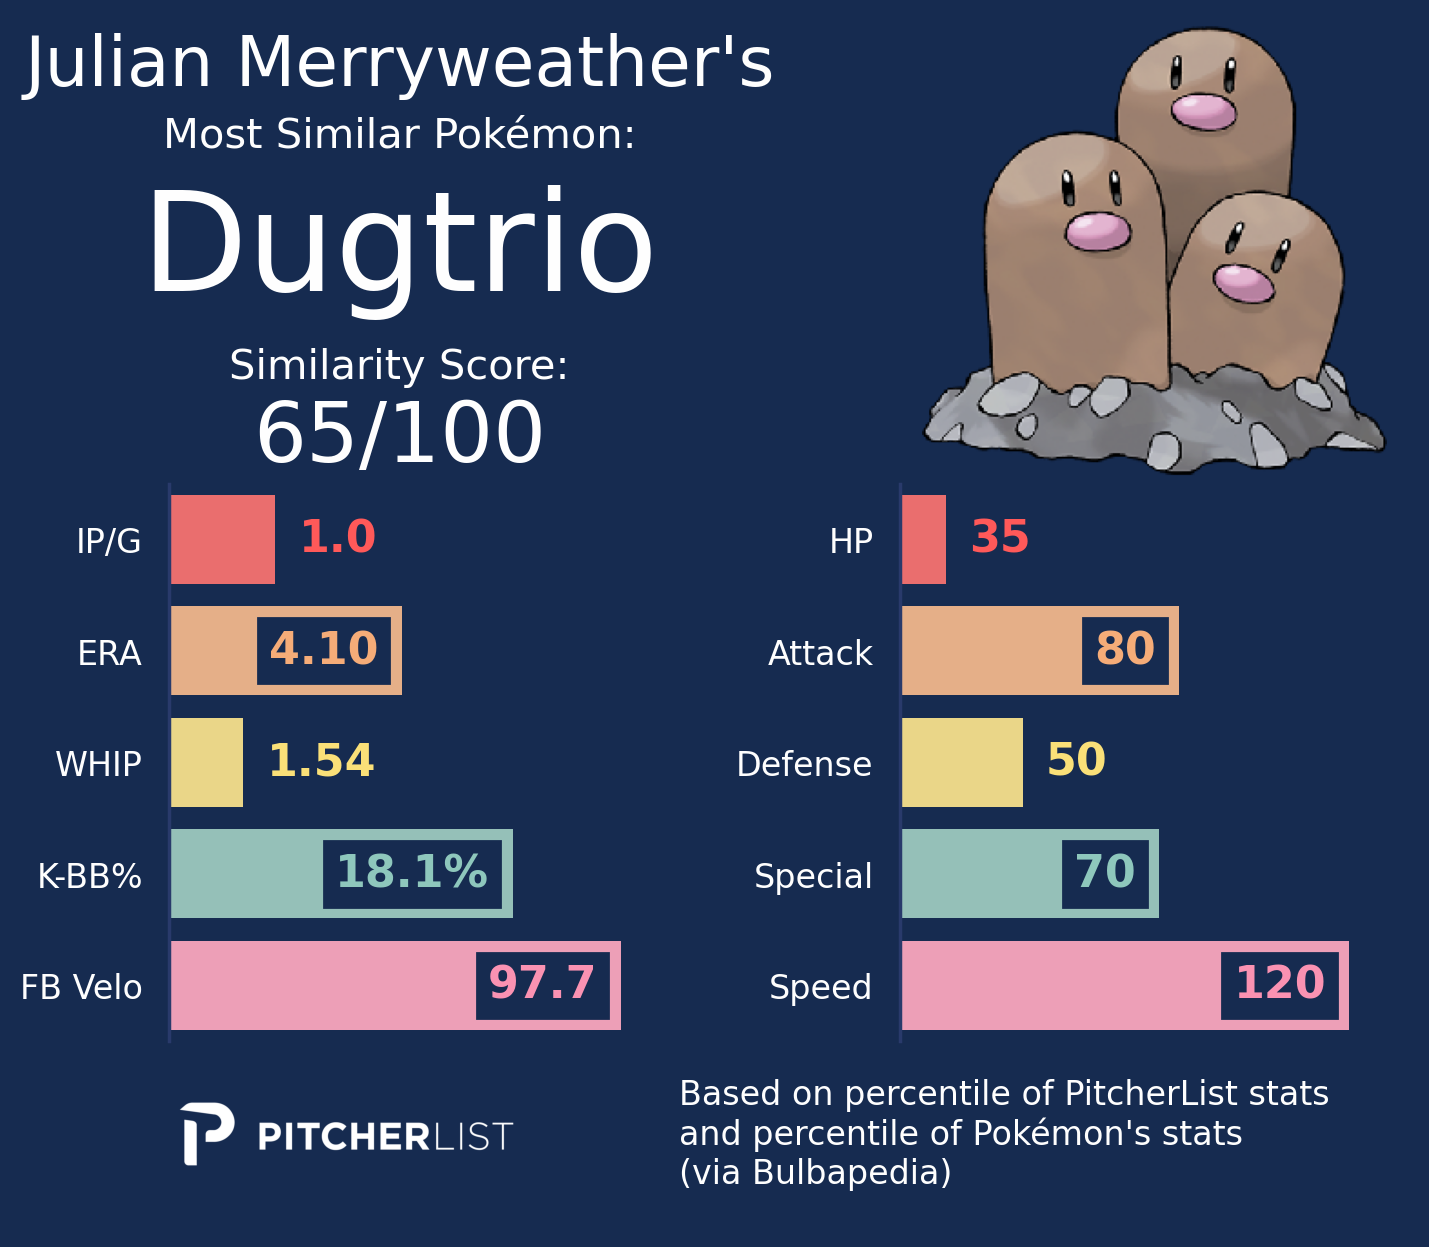 Julian Merryweather's
Most Similar Pokémon:
Dugtrio
Similarity Score:
65/100
IP/G 1.0
ERA 4.10
WHIP 1.54
K-BB% 18.1%
FB Velo 97.7
HP 35
Attack 80
Defense 50
Special 70
Speed 120
PITCHERLIST
Based on percentile of PitcherList stats
and percentile of Pokémon's stats
(via Bulbapedia)